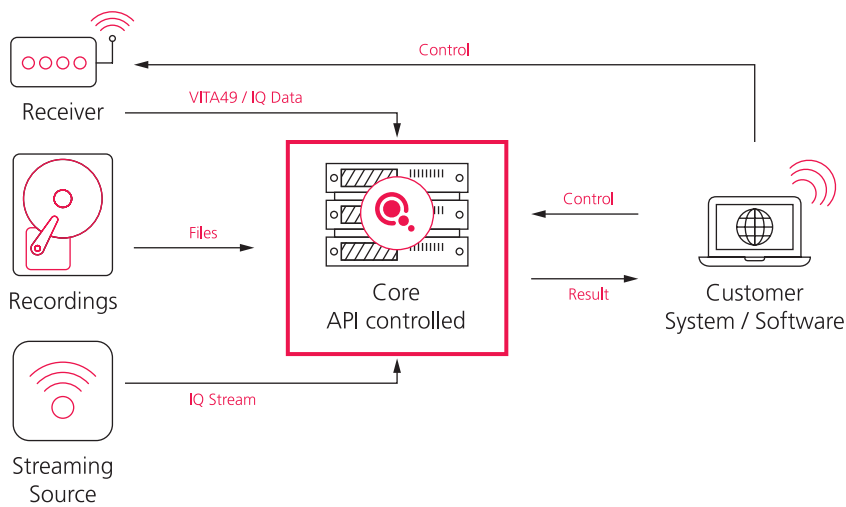 Control
Receiver
VITA49 / IQ Data
Control
Files
Recordings
Core
API controlled
Result
Customer
System / Software
IQ Stream
Streaming
Source